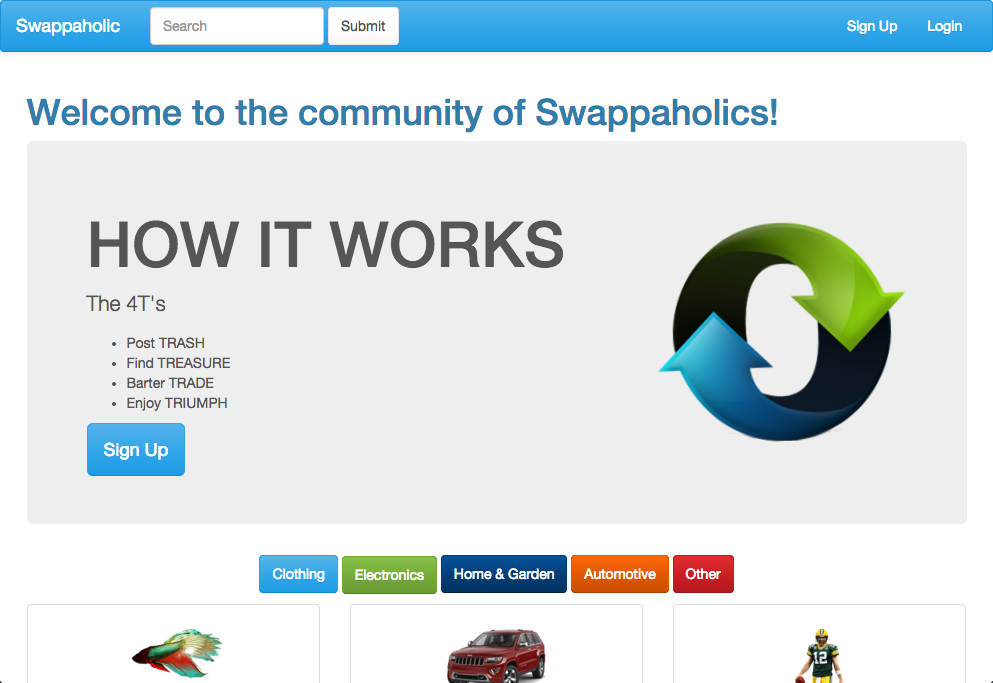 Swappaholic Search Submit Sign Up Login
Welcome to the community of Swappaholics!
HOW IT WORKS
The 4T's
Post TRASH
Find TREASURE
Barter TRADE
Enjoy TRIUMPH
Sign Up
Clothing Electronics Home & Garden Automotive Other
12